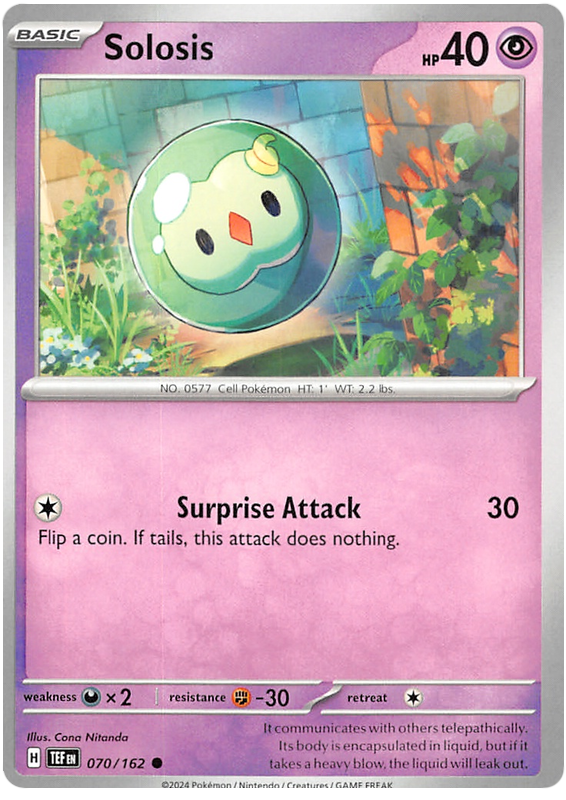 BASIC
Solosis
HP 40
NO. 0577 Cell Pokémon HT: 1' WT: 2.2 lbs.
Surprise Attack 30
Flip a coin. If tails, this attack does nothing.
weakness ×2 resistance -30 retreat
Illus. Cona Nitanda
It communicates with others telepathically.
Its body is encapsulated in liquid, but if it
takes a heavy blow, the liquid will leak out.
H TEF EN 070/162
©2024 Pokémon / Nintendo / Creatures / GAME FREAK